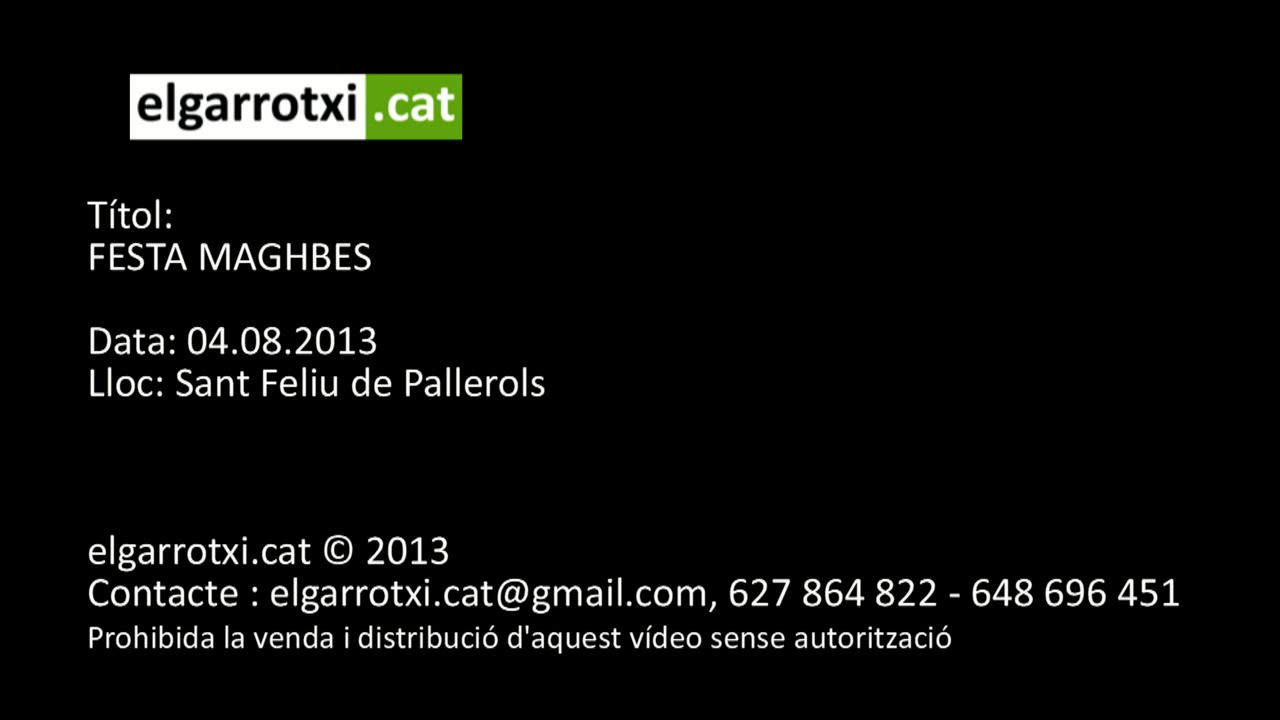 elgarrotxi .cat
Títol:
FESTA MAGHBES
Data: 04.08.2013
Lloc: Sant Feliu de Pallerols
elgarrotxi.cat © 2013
Contacte : elgarrotxi.cat@gmail.com, 627 864 822 - 648 696 451
Prohibida la venda i distribució d'aquest vídeo sense autorització